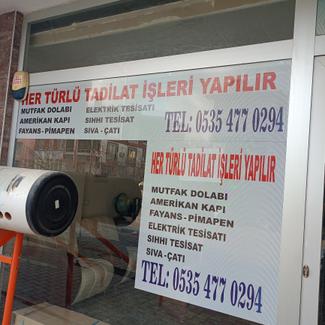 HER TÜRLÜ TADİLAT İŞLERİ YAPILIR
MUTFAK DOLABI ELEKTRİK TESİSATI
AMERİKAN KAPI SIHHI TESİSAT
FAYANS-PİMAPEN SIVA-ÇATI
TEL: 0535 477 0294
HER TÜRLÜ TADİLAT İŞLERİ YAPILIR
MUTFAK DOLABI
AMERİKAN KAPI
FAYANS-PİMAPEN
ELEKTRİK TESİSATI
SIHHI TESİSAT
SIVA-ÇATI
TEL: 0535 477 0294